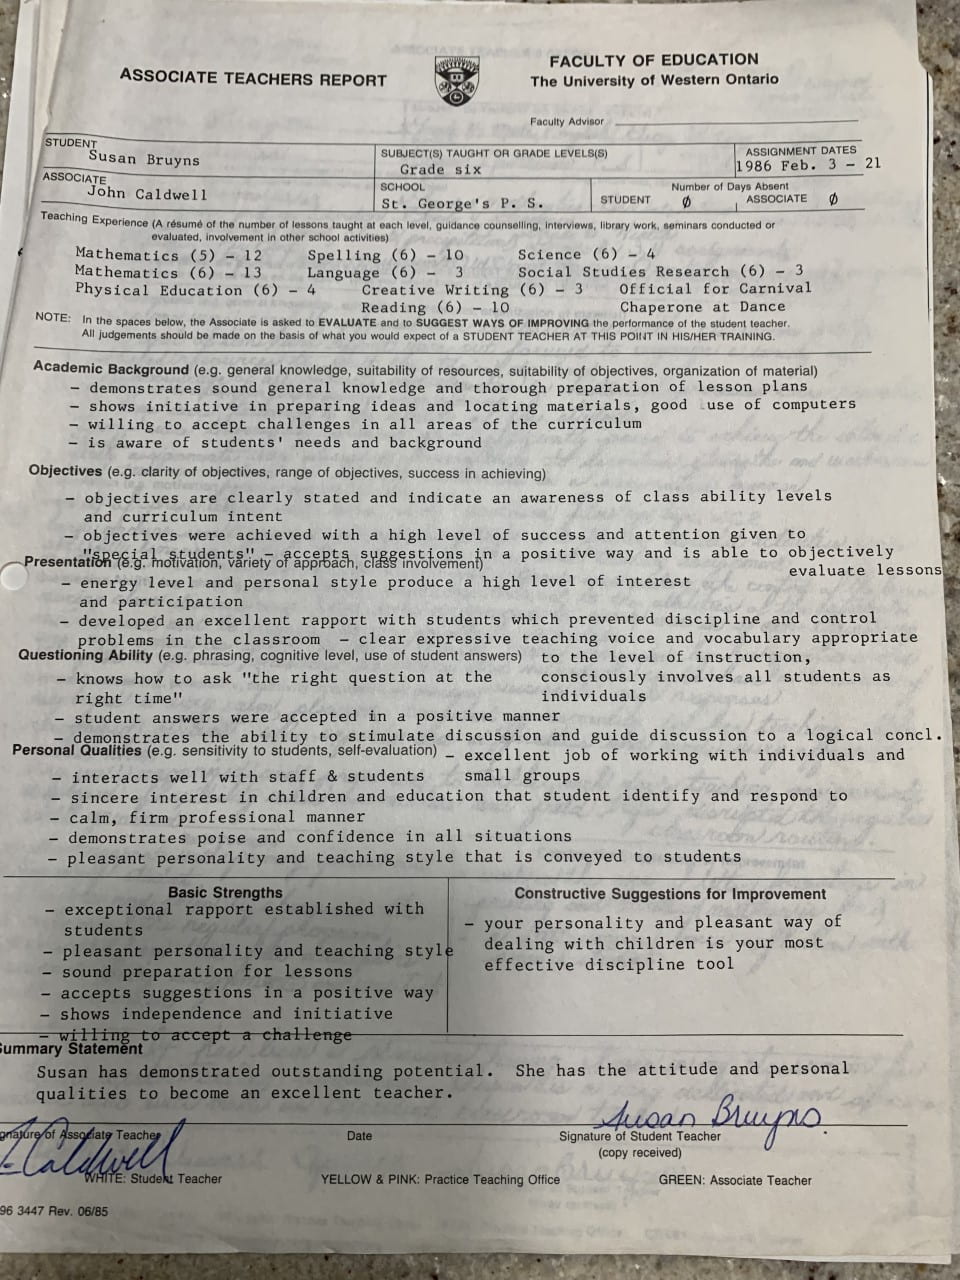 ASSOCIATE TEACHERS REPORT
FACULTY OF EDUCATION
The University of Western Ontario
Faculty Advisor
STUDENT
Susan Bruyns
SUBJECT(S) TAUGHT OR GRADE LEVELS(S)
Grade six
ASSIGNMENT DATES
1986 Feb. 3 - 21
ASSOCIATE
John Caldwell
SCHOOL
St. George's P. S.
Number of Days Absent
STUDENT 0 ASSOCIATE 0
Teaching Experience (A résumé of the number of lessons taught at each level, guidance counselling, interviews, library work, seminars conducted or
evaluated, involvement in other school activities)
Mathematics (5) - 12 Spelling (6) - 10 Science (6) - 4
Mathematics (6) - 13 Language (6) - 3 Social Studies Research (6) - 3
Physical Education (6) - 4 Creative Writing (6) - 3 Official for Carnival
Reading (6) - 10 Chaperone at Dance
NOTE: In the spaces below, the Associate is asked to EVALUATE and to SUGGEST WAYS OF IMPROVING the performance of the student teacher.
All judgements should be made on the basis of what you would expect of a STUDENT TEACHER AT THIS POINT IN HIS/HER TRAINING.
Academic Background (e.g. general knowledge, suitability of resources, suitability of objectives, organization of material)
- demonstrates sound general knowledge and thorough preparation of lesson plans
- shows initiative in preparing ideas and locating materials, good use of computers
- willing to accept challenges in all areas of the curriculum
- is aware of students' needs and background
Objectives (e.g. clarity of objectives, range of objectives, success in achieving)
- objectives are clearly stated and indicate an awareness of class ability levels
and curriculum intent
- objectives were achieved with a high level of success and attention given to
"special students" - accepts suggestions in a positive way and is able to objectively
evaluate lessons
Presentation (e.g. motivation, variety of approach, class involvement)
- energy level and personal style produce a high level of interest
and participation
- developed an excellent rapport with students which prevented discipline and control
problems in the classroom - clear expressive teaching voice and vocabulary appropriate
to the level of instruction,
Questioning Ability (e.g. phrasing, cognitive level, use of student answers)
- knows how to ask "the right question at the
right time"
consciously involves all students as
individuals
- student answers were accepted in a positive manner
- demonstrates the ability to stimulate discussion and guide discussion to a logical concl.
Personal Qualities (e.g. sensitivity to students, self-evaluation)
- excellent job of working with individuals and
small groups
- interacts well with staff & students
- sincere interest in children and education that student identify and respond to
- calm, firm professional manner
- demonstrates poise and confidence in all situations
- pleasant personality and teaching style that is conveyed to students
Basic Strengths
- exceptional rapport established with
students
- pleasant personality and teaching style
- sound preparation for lessons
- accepts suggestions in a positive way
- shows independence and initiative
- willing to accept a challenge
Constructive Suggestions for Improvement
- your personality and pleasant way of
dealing with children is your most
effective discipline tool
ummary Statement
Susan has demonstrated outstanding potential. She has the attitude and personal
qualities to become an excellent teacher.
Susan Bruyns.
gnature of Associate Teacher
Date
Signature of Student Teacher
(copy received)
Caldwell
WHITE: Student Teacher
YELLOW & PINK: Practice Teaching Office
GREEN: Associate Teacher
96 3447 Rev. 06/85